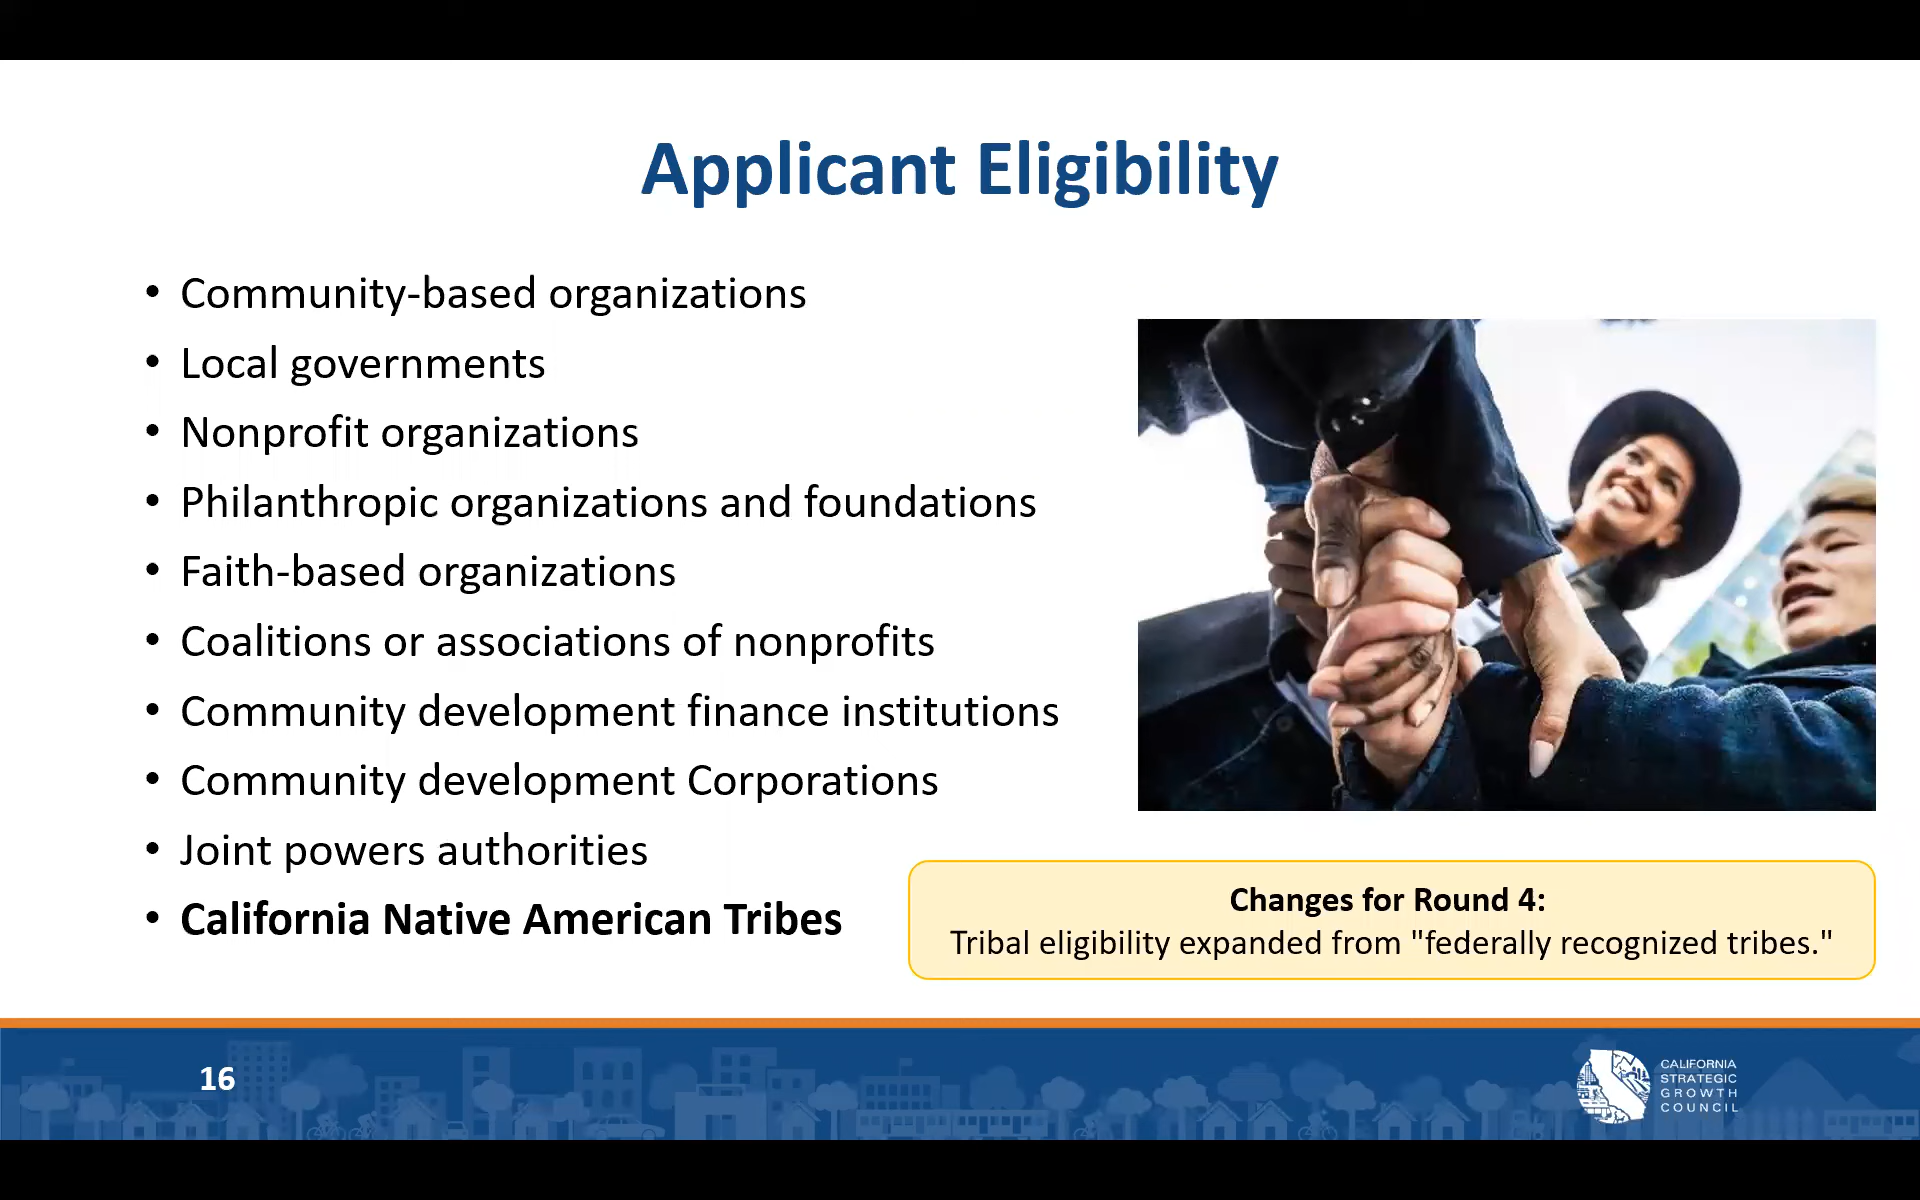 Applicant Eligibility
• Community-based organizations
• Local governments
• Nonprofit organizations
• Philanthropic organizations and foundations
• Faith-based organizations
• Coalitions or associations of nonprofits
• Community development finance institutions
• Community development Corporations
• Joint powers authorities
• California Native American Tribes
Changes for Round 4:
Tribal eligibility expanded from "federally recognized tribes."
16
CALIFORNIA
STRATEGIC
GROWTH
COUNCIL